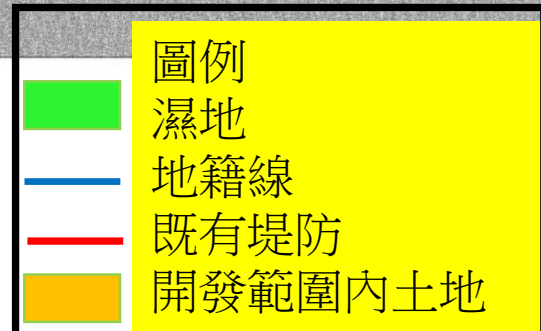 圖例
濕地
地籍線
既有堤防
開發範圍內土地